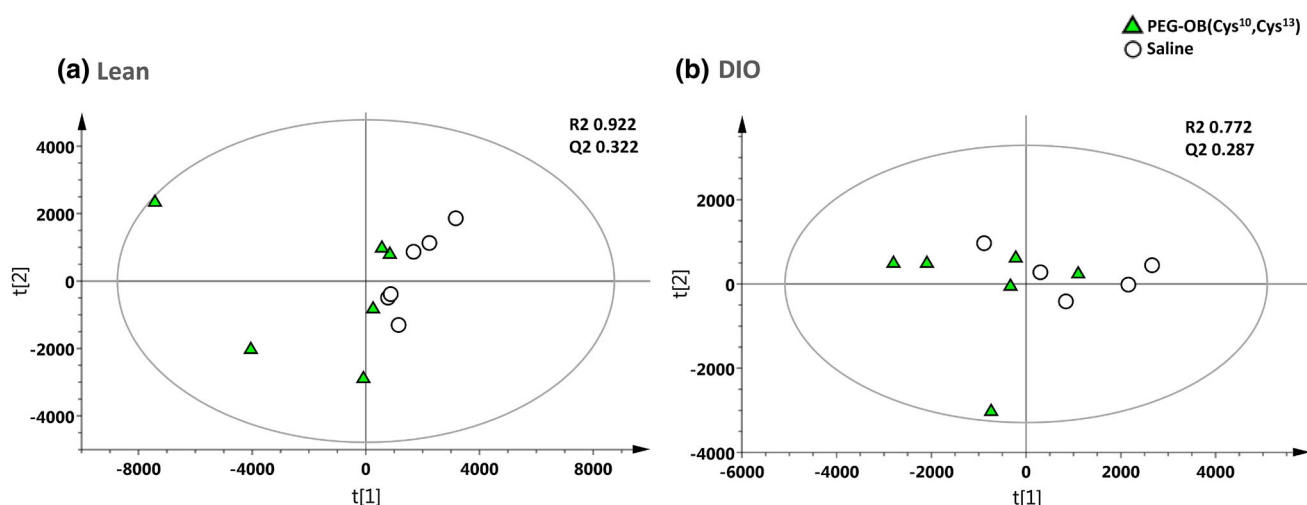 PEG-OB(Cys¹⁰,Cys¹³)
Saline
(a) Lean
R2 0.922
Q2 0.322
4000
2000
0
-2000
-4000
t[2]
-8000 -4000 0 4000 8000
t[1]
(b) DIO
R2 0.772
Q2 0.287
2000
0
-2000
-4000
t[2]
-6000 -4000 -2000 0 2000 4000
t[1]